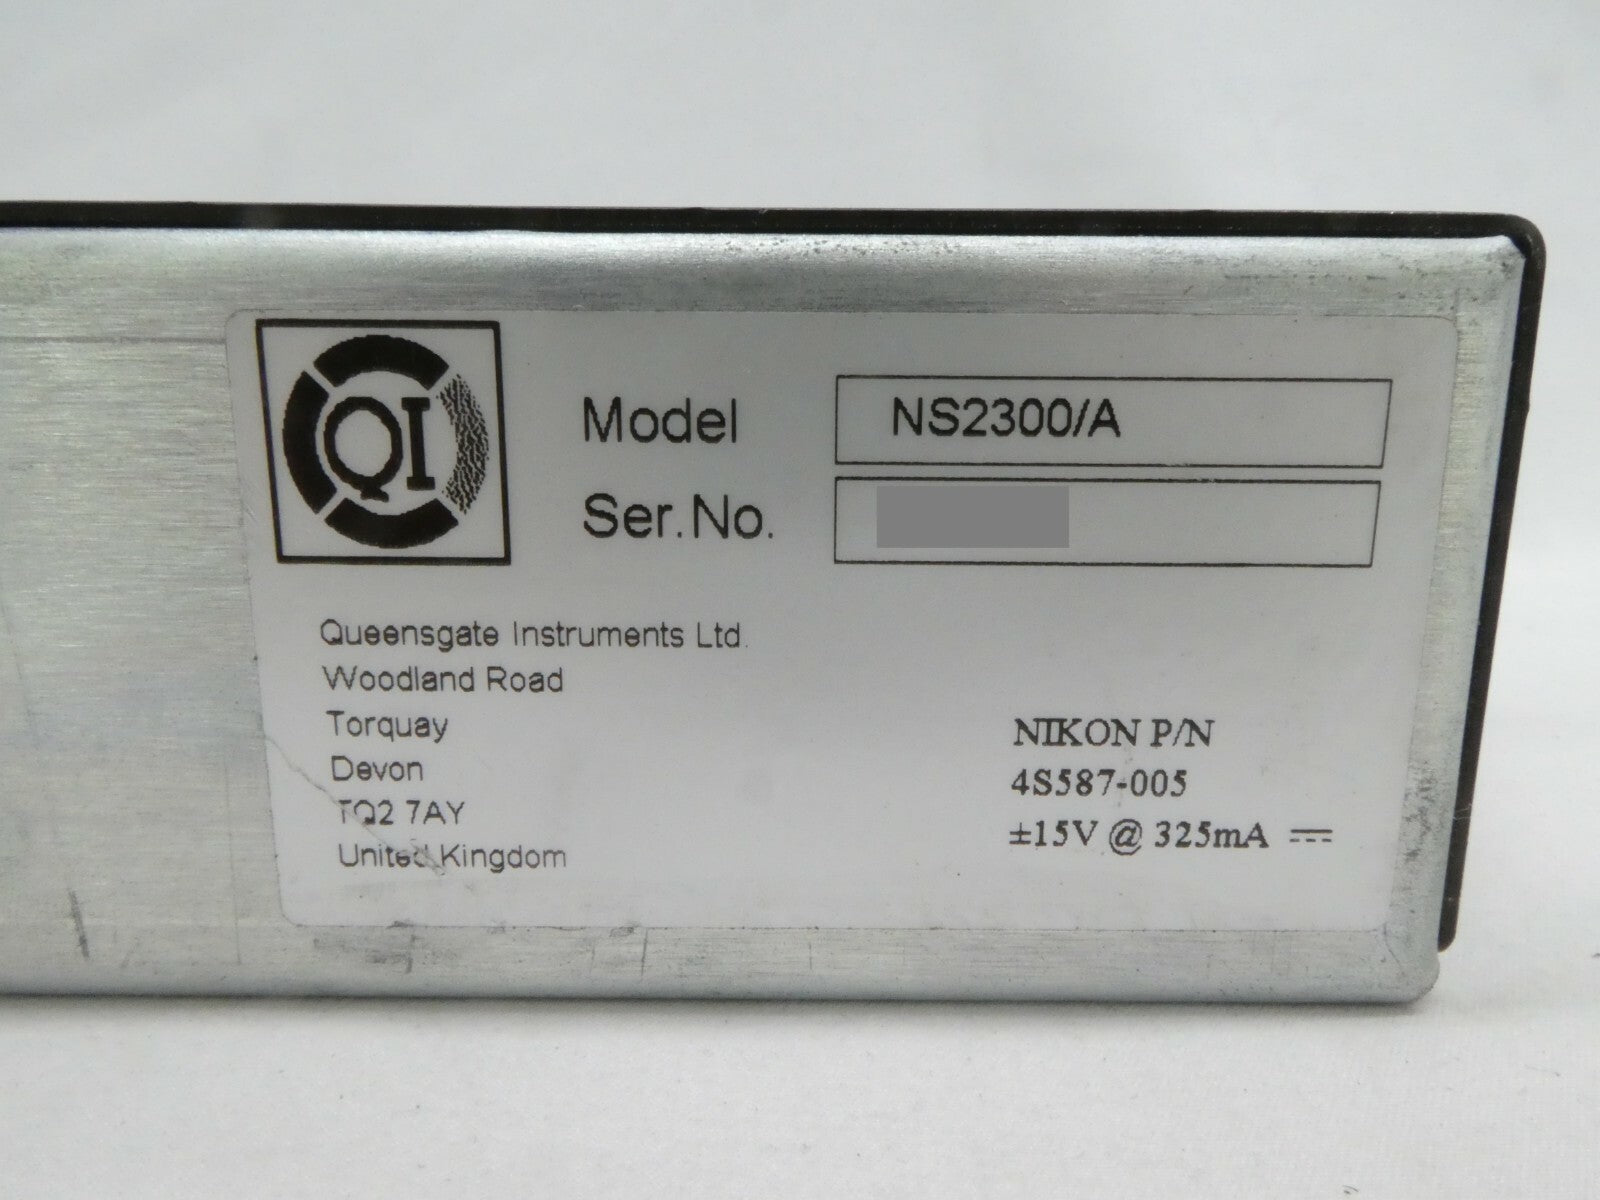 QI
Model NS2300/A
Ser.No.
Queensgate Instruments Ltd.
Woodland Road
Torquay
Devon
TQ2 7AY
United Kingdom
NIKON P/N
4S587-005
±15V @ 325mA ⎓